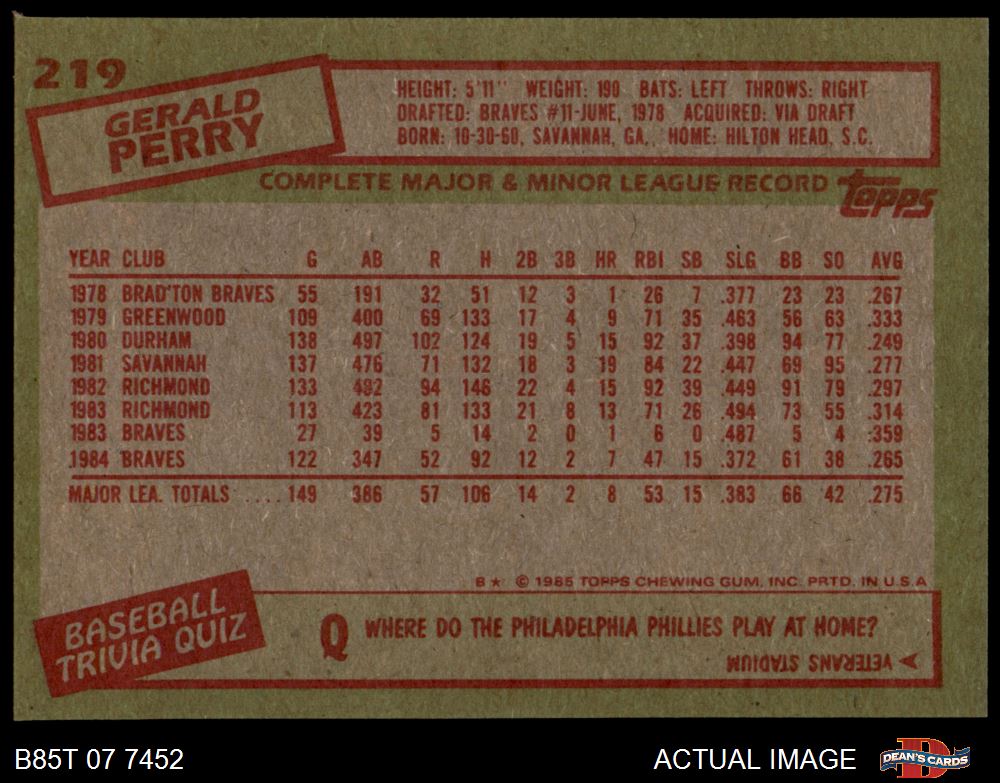 219
GERALD
PERRY
HEIGHT: 5'11" WEIGHT: 190 BATS: LEFT THROWS: RIGHT
DRAFTED: BRAVES #11-JUNE, 1978 ACQUIRED: VIA DRAFT
BORN: 10-30-60, SAVANNAH, GA. HOME: HILTON HEAD, S.C.
COMPLETE MAJOR & MINOR LEAGUE RECORD topps
YEAR CLUB G AB R H 2B 3B HR RBI SB SLG BB SO AVG
1978 BRAD'TON BRAVES 55 191 32 51 12 3 1 26 7 .377 23 23 .267
1979 GREENWOOD 109 400 69 133 17 4 9 71 35 .463 56 63 .333
1980 DURHAM 138 497 102 124 19 5 15 92 37 .398 94 77 .249
1981 SAVANNAH 137 476 71 132 18 3 19 84 22 .447 69 95 .277
1982 RICHMOND 133 492 94 146 22 4 15 92 39 .449 91 79 .297
1983 RICHMOND 113 423 81 133 21 8 13 71 26 .494 73 55 .314
1983 BRAVES 27 39 5 14 2 0 1 6 0 .487 5 4 .359
1984 BRAVES 122 347 52 92 12 2 7 47 15 .372 61 38 .265
MAJOR LEA. TOTALS .... 149 386 57 106 14 2 8 53 15 .383 66 42 .275
B★ © 1985 TOPPS CHEWING GUM, INC. PRTD. IN U.S.A
BASEBALL
TRIVIA QUIZ
Q WHERE DO THE PHILADELPHIA PHILLIES PLAY AT HOME?
VETERANS STADIUM
B85T 07 7452 ACTUAL IMAGE DEAN'S CARDS